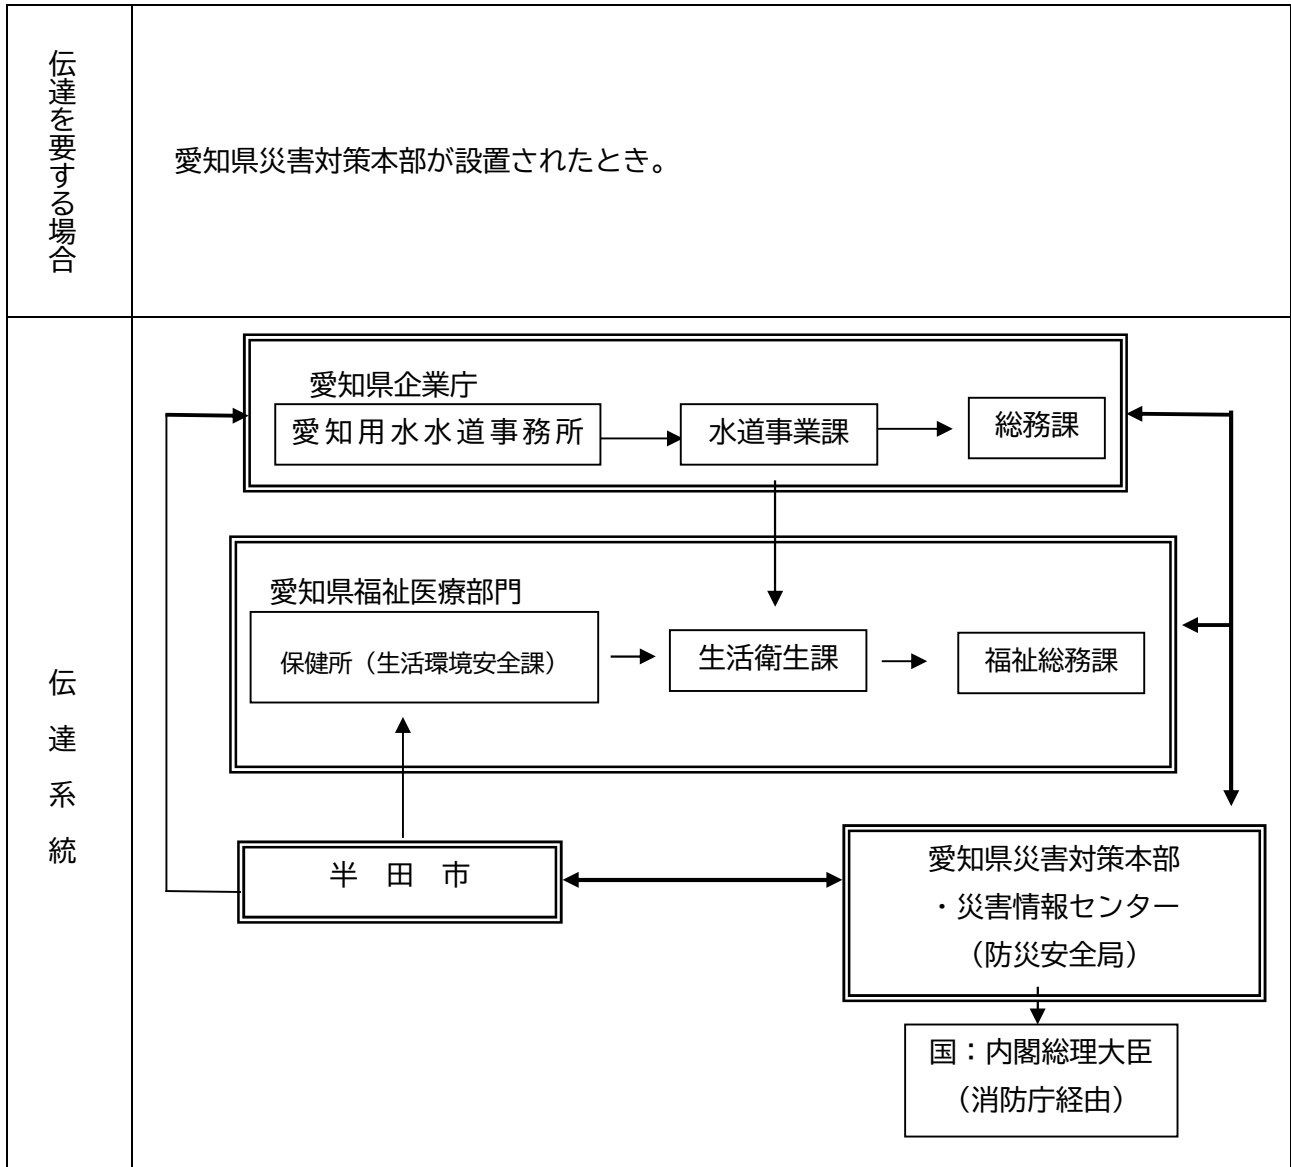 伝達を要する場合
愛知県災害対策本部が設置されたとき。
伝達系統
愛知県企業庁
愛知用水水道事務所
水道事業課
総務課
愛知県福祉医療部門
保健所（生活環境安全課）
生活衛生課
福祉総務課
半　田　市
愛知県災害対策本部
・災害情報センター
（防災安全局）
国：内閣総理大臣
（消防庁経由）